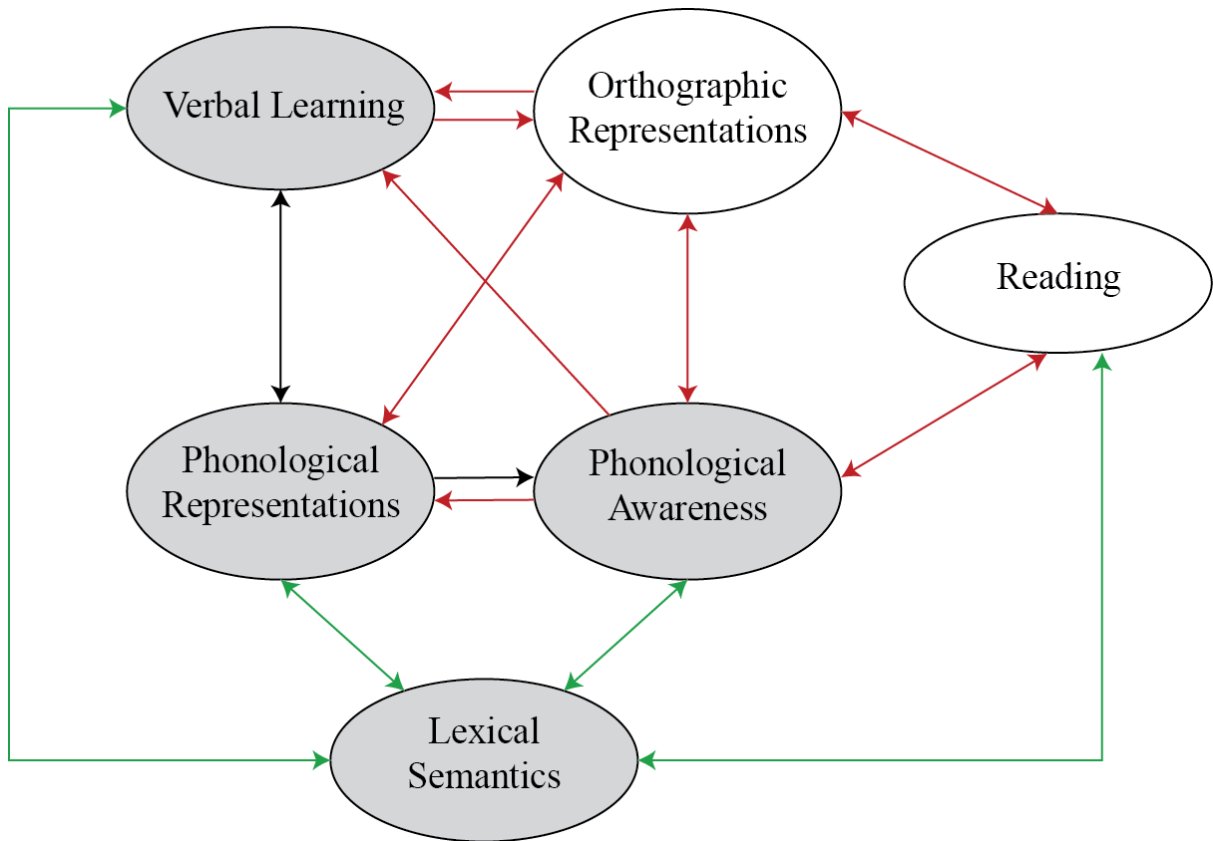 Verbal Learning
Orthographic
Representations
Reading
Phonological
Representations
Phonological
Awareness
Lexical
Semantics